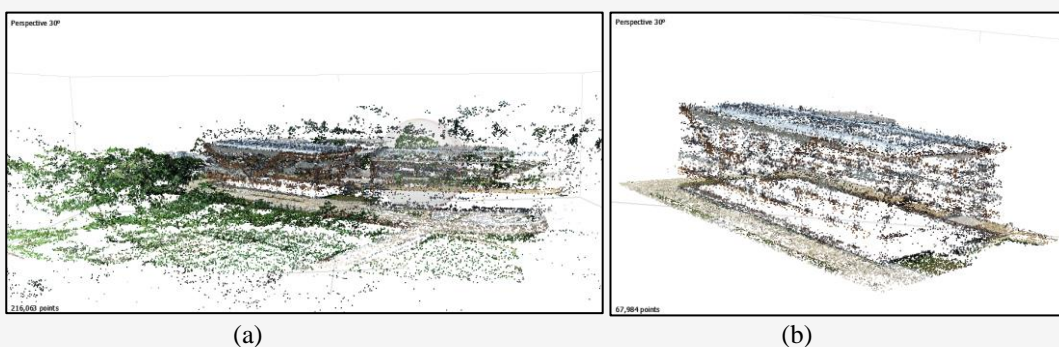 Perspective 30°
216,063 points
(a)
Perspective 30°
67,984 points
(b)